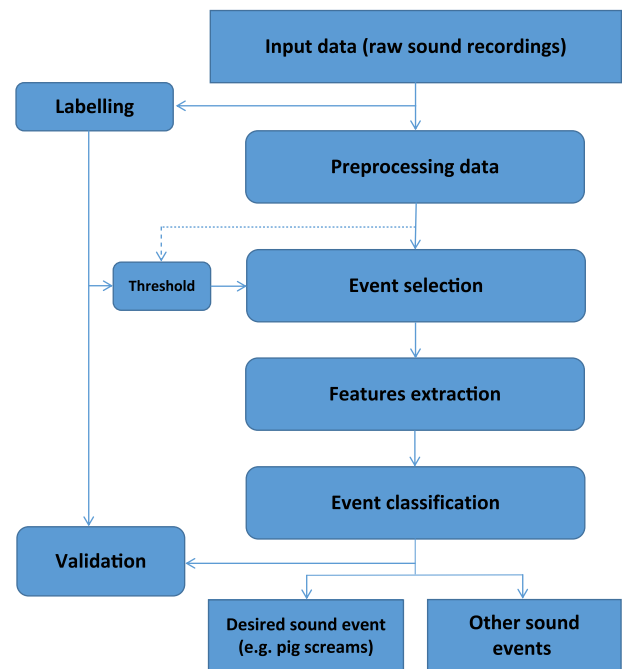 Input data (raw sound recordings)
Labelling
Preprocessing data
Threshold
Event selection
Features extraction
Event classification
Validation
Desired sound event
(e.g. pig screams)
Other sound
events